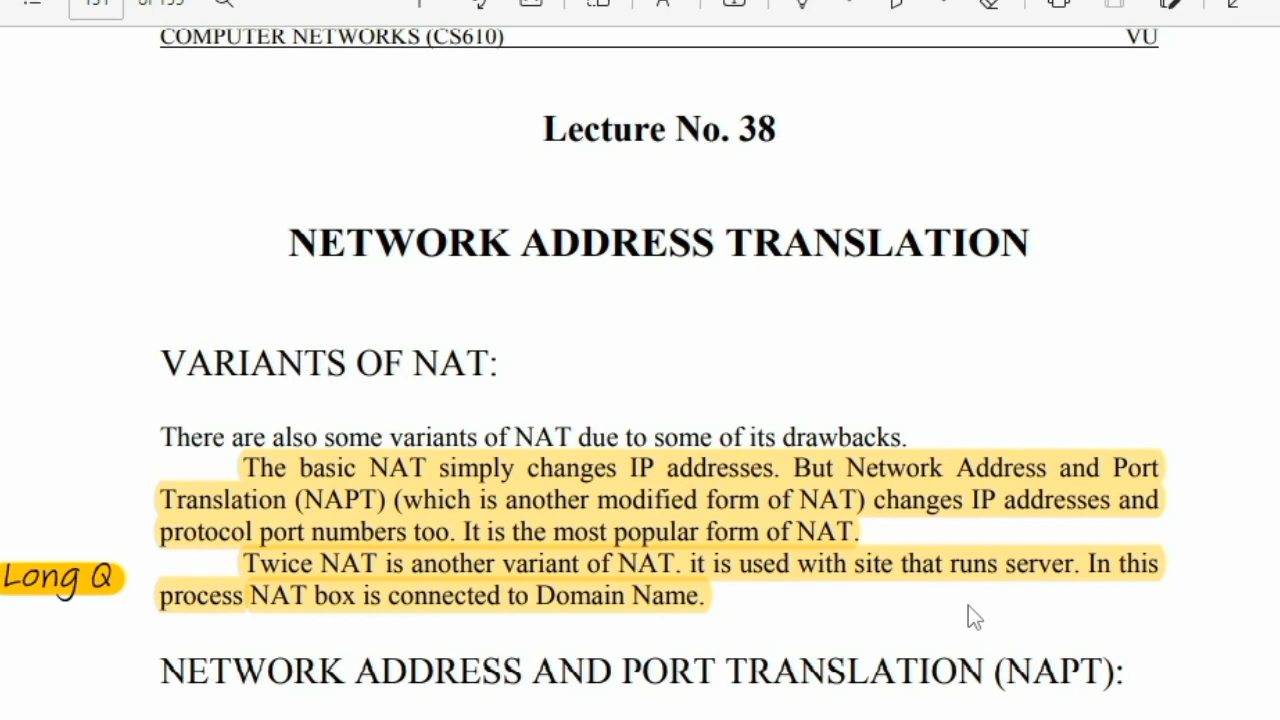 COMPUTER NETWORKS (CS610) VU
Lecture No. 38
NETWORK ADDRESS TRANSLATION
VARIANTS OF NAT:
There are also some variants of NAT due to some of its drawbacks.
The basic NAT simply changes IP addresses. But Network Address and Port
Translation (NAPT) (which is another modified form of NAT) changes IP addresses and
protocol port numbers too. It is the most popular form of NAT.
Twice NAT is another variant of NAT. it is used with site that runs server. In this
Long Q
process NAT box is connected to Domain Name.
NETWORK ADDRESS AND PORT TRANSLATION (NAPT):